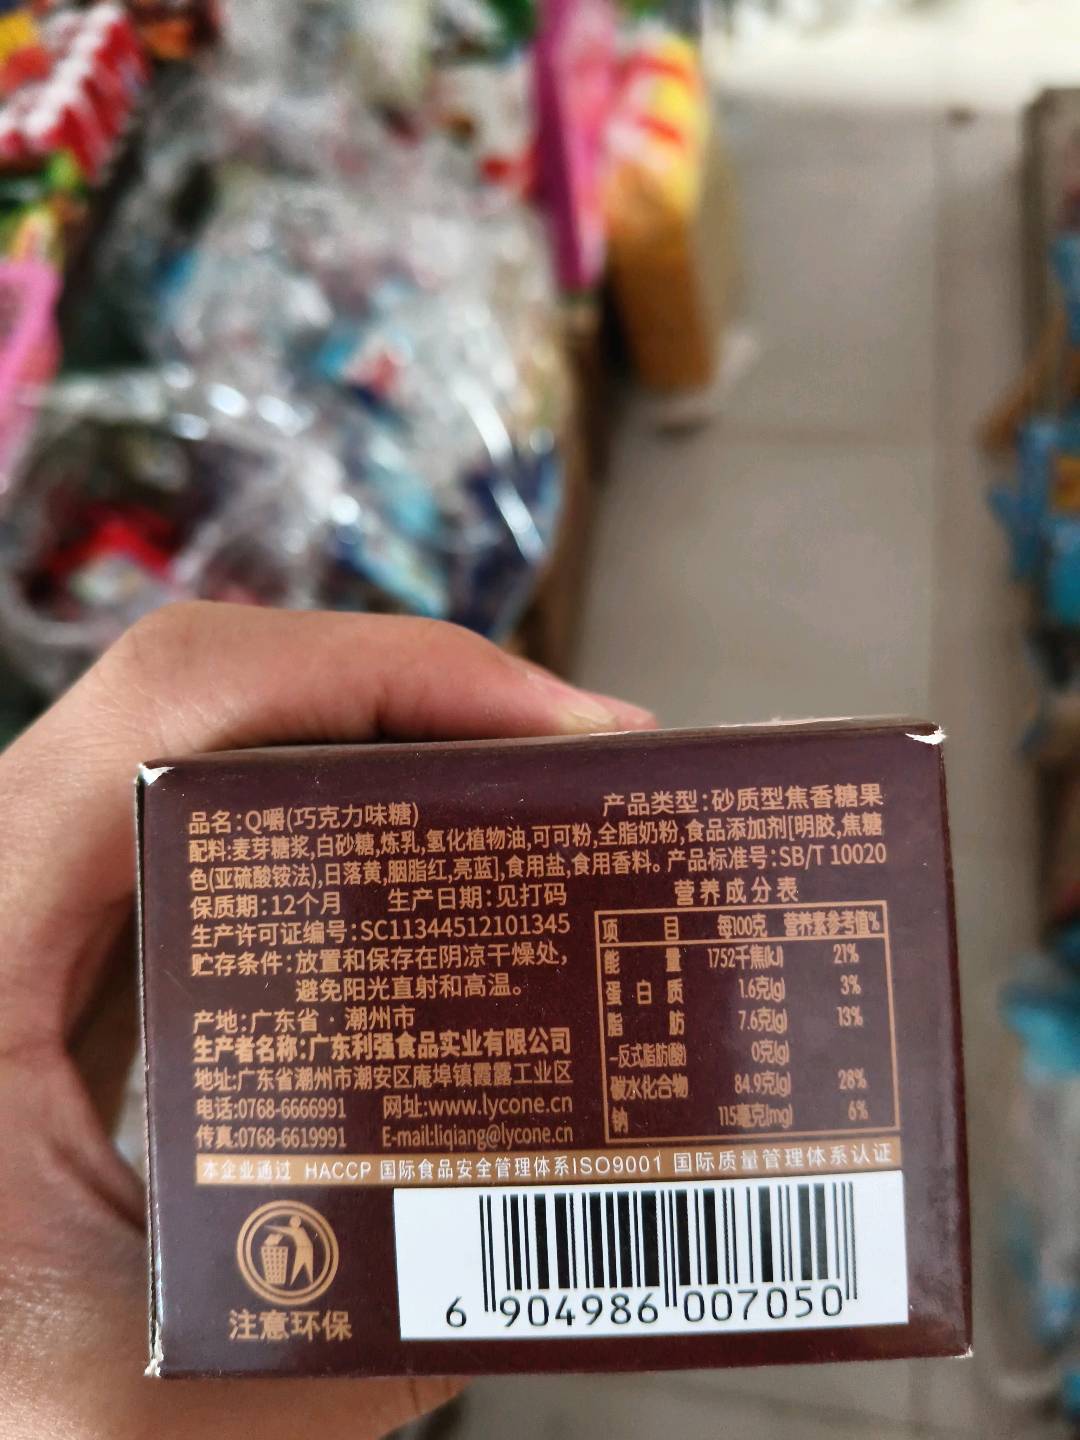 品名:Q嚼(巧克力味糖) 产品类型:砂质型焦香糖果
配料:麦芽糖浆,白砂糖,炼乳,氢化植物油,可可粉,全脂奶粉,食品添加剂[明胶,焦糖
色(亚硫酸铵法),日落黄,胭脂红,亮蓝],食用盐,食用香料。 产品标准号:SB/T 10020
保质期:12个月 生产日期:见打码
生产许可证编号:SC11344512101345
贮存条件:放置和保存在阴凉干燥处,
避免阳光直射和高温。
产地:广东省·潮州市
生产者名称:广东利强食品实业有限公司
地址:广东省潮州市潮安区庵埠镇霞露工业区
电话:0768-6666991 网址:www.lycone.cn
传真:0768-6619991 E-mail:liqiang@lycone.cn
营养成分表
项目 每100克 营养素参考值%
能量 1752千焦(kJ) 21%
蛋白质 1.6克(g) 3%
脂肪 7.6克(g) 13%
-反式脂肪(酸) 0克(g)
碳水化合物 84.9克(g) 28%
钠 115毫克(mg) 6%
本企业通过 HACCP 国际食品安全管理体系ISO9001 国际质量管理体系认证
注意环保
6 904986 007050